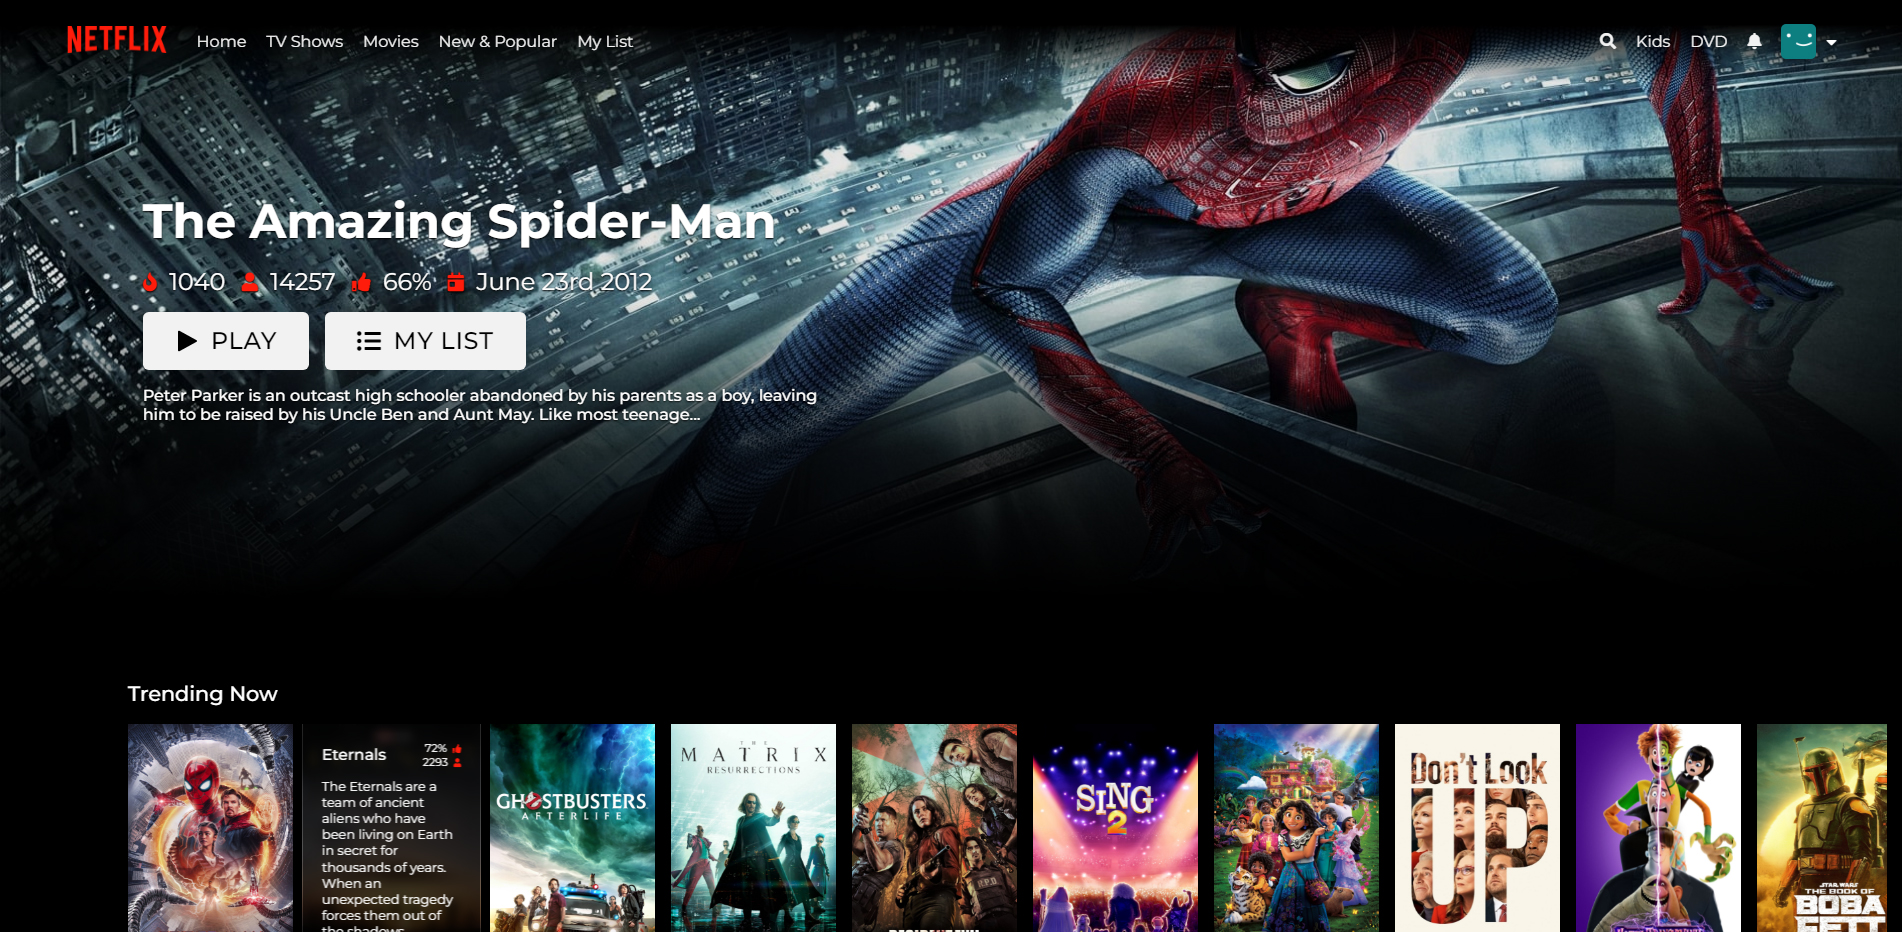 NETFLIX
Home
TV Shows
Movies
New & Popular
My List
Kids
DVD
The Amazing Spider-Man
1040
14257
66%
June 23rd 2012
PLAY
MY LIST
Peter Parker is an outcast high schooler abandoned by his parents as a boy, leaving
him to be raised by his Uncle Ben and Aunt May. Like most teenage...
Trending Now
Eternals
72%
2293
The Eternals are a
team of ancient
aliens who have
been living on Earth
in secret for
thousands of years.
When an
unexpected tragedy
forces them out of
the shadows
GHOSTBUSTERS
AFTERLIFE
THE
MATRIX
RESURRECTIONS
R.P.D.
SING
2
Don't Look
UP
STAR WARS
THE BOOK OF
BOBA
FETT